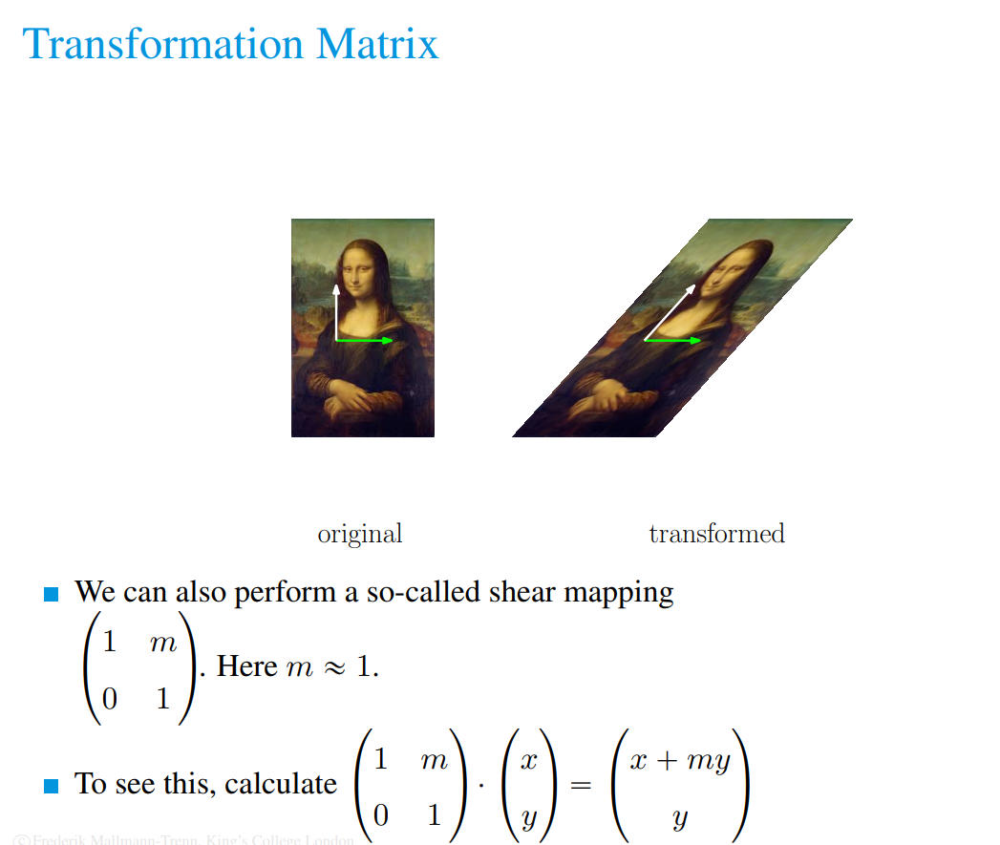 Transformation Matrix
original transformed
■ We can also perform a so-called shear mapping
\begin{pmatrix} 1 & m \\ 0 & 1 \end{pmatrix}. Here m ≈ 1.
■ To see this, calculate \begin{pmatrix} 1 & m \\ 0 & 1 \end{pmatrix} · \begin{pmatrix} x \\ y \end{pmatrix} = \begin{pmatrix} x + my \\ y \end{pmatrix}
©Frederik Mallmann-Trenn, King's College London